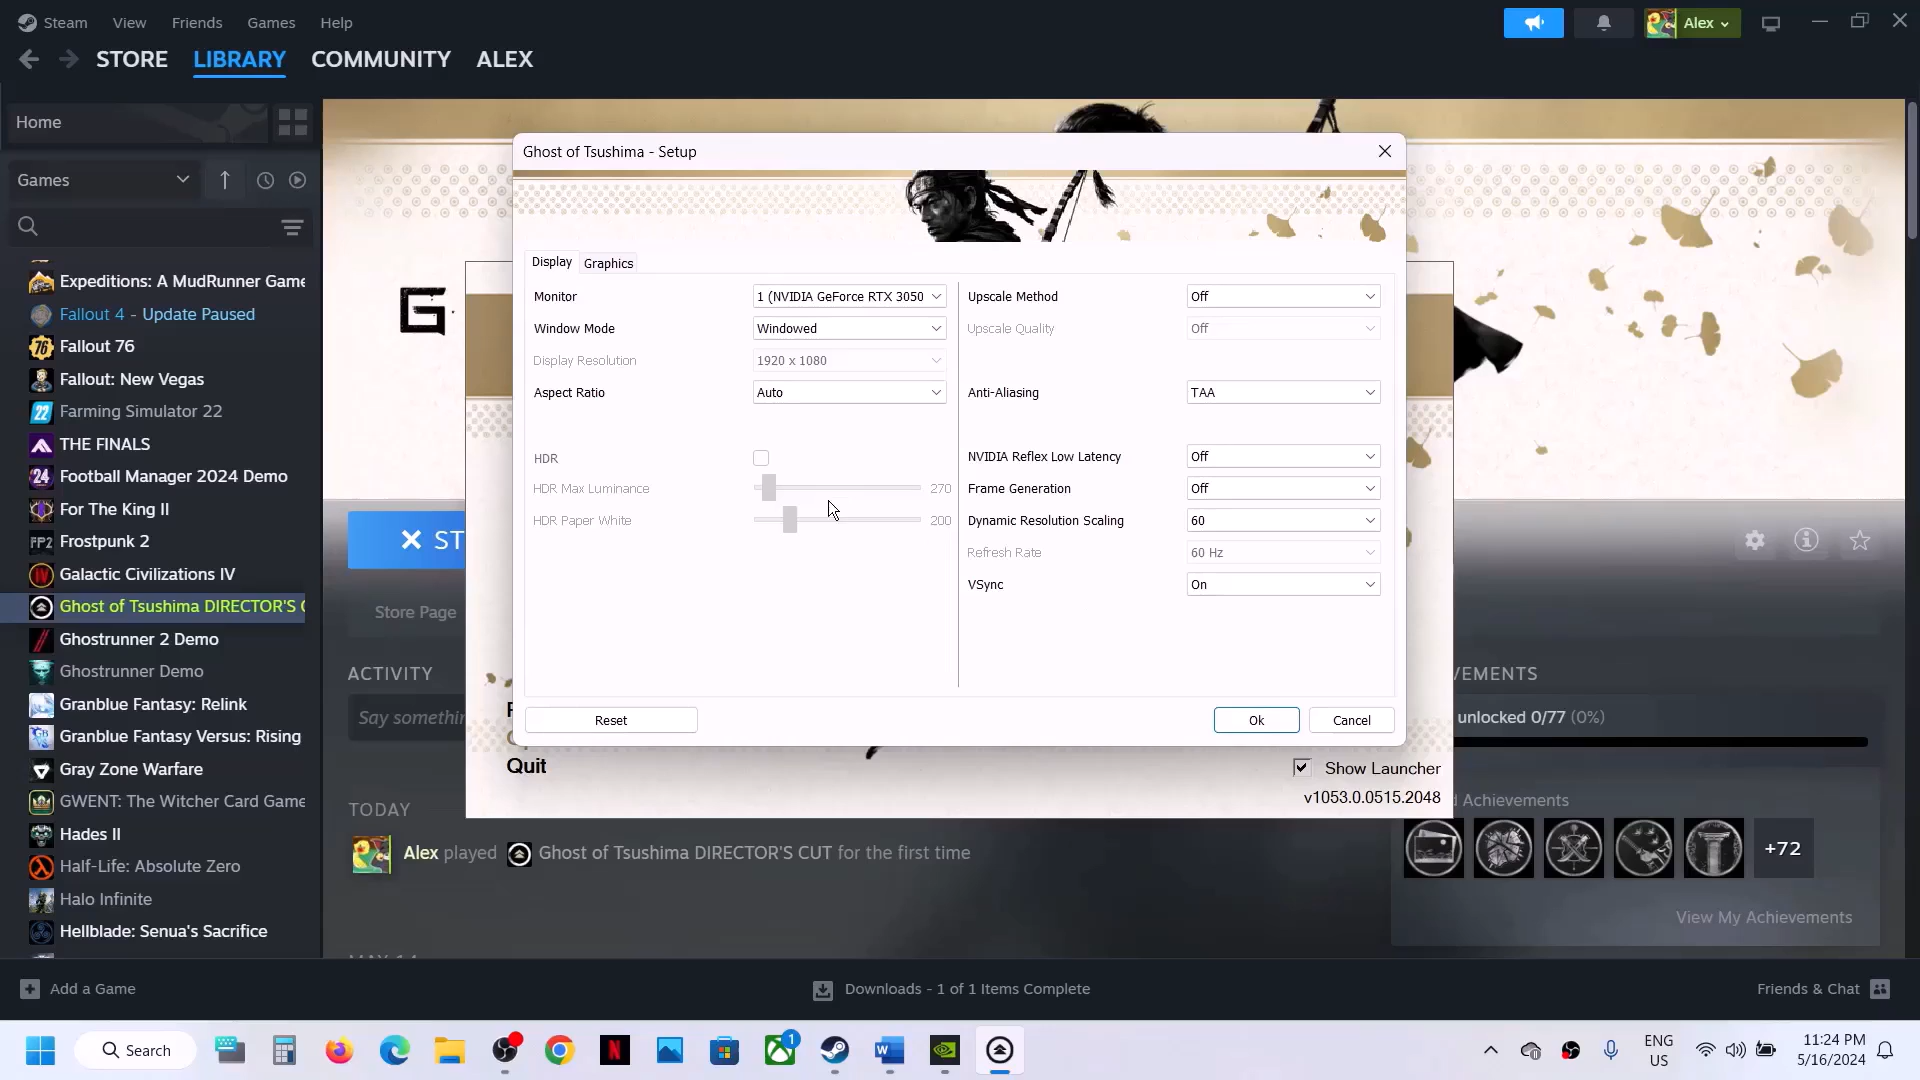 Steam View Friends Games Help
Alex
STORE LIBRARY COMMUNITY ALEX
Home
Games
Expeditions: A MudRunner Game
Fallout 4 - Update Paused
Fallout 76
Fallout: New Vegas
Farming Simulator 22
THE FINALS
Football Manager 2024 Demo
For The King II
Frostpunk 2
Galactic Civilizations IV
Ghost of Tsushima DIRECTOR'S C
Ghostrunner 2 Demo
Ghostrunner Demo
Granblue Fantasy: Relink
Granblue Fantasy Versus: Rising
Gray Zone Warfare
GWENT: The Witcher Card Game
Hades II
Half-Life: Absolute Zero
Halo Infinite
Hellblade: Senua's Sacrifice
G
Ghost of Tsushima - Setup
Display Graphics
Monitor 1 (NVIDIA GeForce RTX 3050
Window Mode Windowed
Display Resolution 1920 x 1080
Aspect Ratio Auto
HDR
HDR Max Luminance 270
HDR Paper White 200
Upscale Method Off
Upscale Quality Off
Anti-Aliasing TAA
NVIDIA Reflex Low Latency Off
Frame Generation Off
Dynamic Resolution Scaling 60
Refresh Rate 60 Hz
VSync On
Reset Ok Cancel
Quit
Show Launcher
v1053.0.0515.2048
ST
Store Page
ACTIVITY
Say somethin
TODAY
Alex played Ghost of Tsushima DIRECTOR'S CUT for the first time
VEMENTS
unlocked 0/77 (0%)
d Achievements
+72
View My Achievements
Add a Game
Downloads - 1 of 1 Items Complete
Friends & Chat
Search
1
ENG
US
11:24 PM
5/16/2024